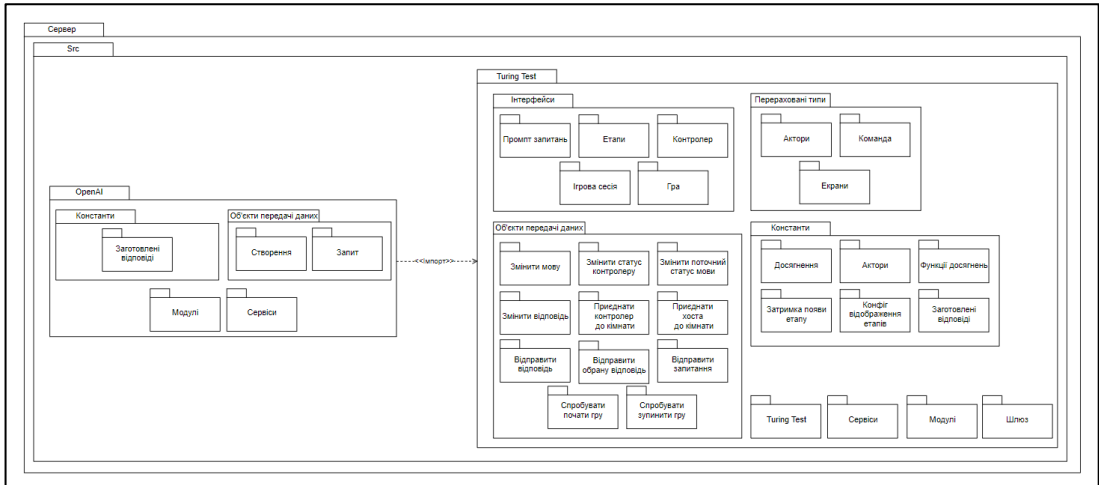 Сервер
Src
OpenAI
Константи
Заготовлені
відповіді
Об'єкти передачі даних
Створення
Запит
Модулі
Сервіси
<<Імпорт>>
Turing Test
Інтерфейси
Промпт запитань
Етапи
Контролер
Ігрова сесія
Гра
Перераховані типи
Актори
Команда
Екрани
Об'єкти передачі даних
Змінити мову
Змінити статус
контролеру
Змінити поточний
статус мови
Змінити відповідь
Приєднати
контролер
до кімнати
Приєднати
хоста
до кімнати
Відправити
відповідь
Відправити
обрану відповідь
Відправити
запитання
Спробувати
почати гру
Спробувати
зупинити гру
Константи
Досягнення
Актори
Функції досягнень
Затримка появи
етапу
Конфіг
відображення
етапів
Заготовлені
відповіді
Turing Test
Сервіси
Модулі
Шлюз